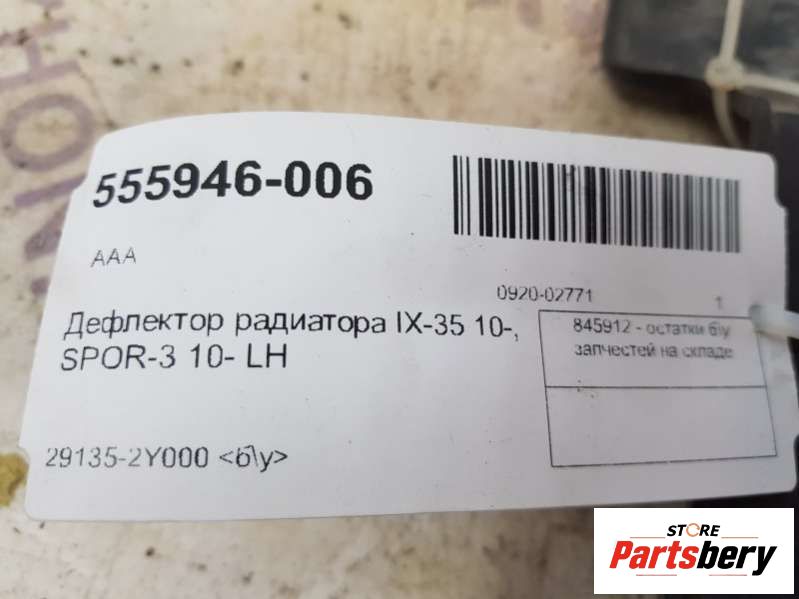 555946-006
AAA
0920-02771 1
Дефлектор радиатора IX-35 10-,
SPOR-3 10- LH
845912 - остатки б\у
запчестей на складе
29135-2Y000 <б\у>
STORE
Partsbery